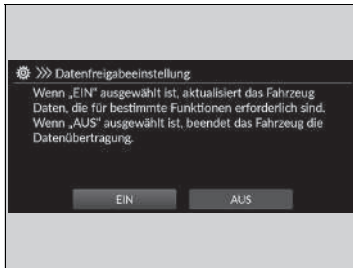 >>> Datenfreigabeeinstellung
Wenn „EIN" ausgewählt ist, aktualisiert das Fahrzeug
Daten, die für bestimmte Funktionen erforderlich sind.
Wenn „AUS" ausgewählt ist, beendet das Fahrzeug die
Datenübertragung.
EIN AUS